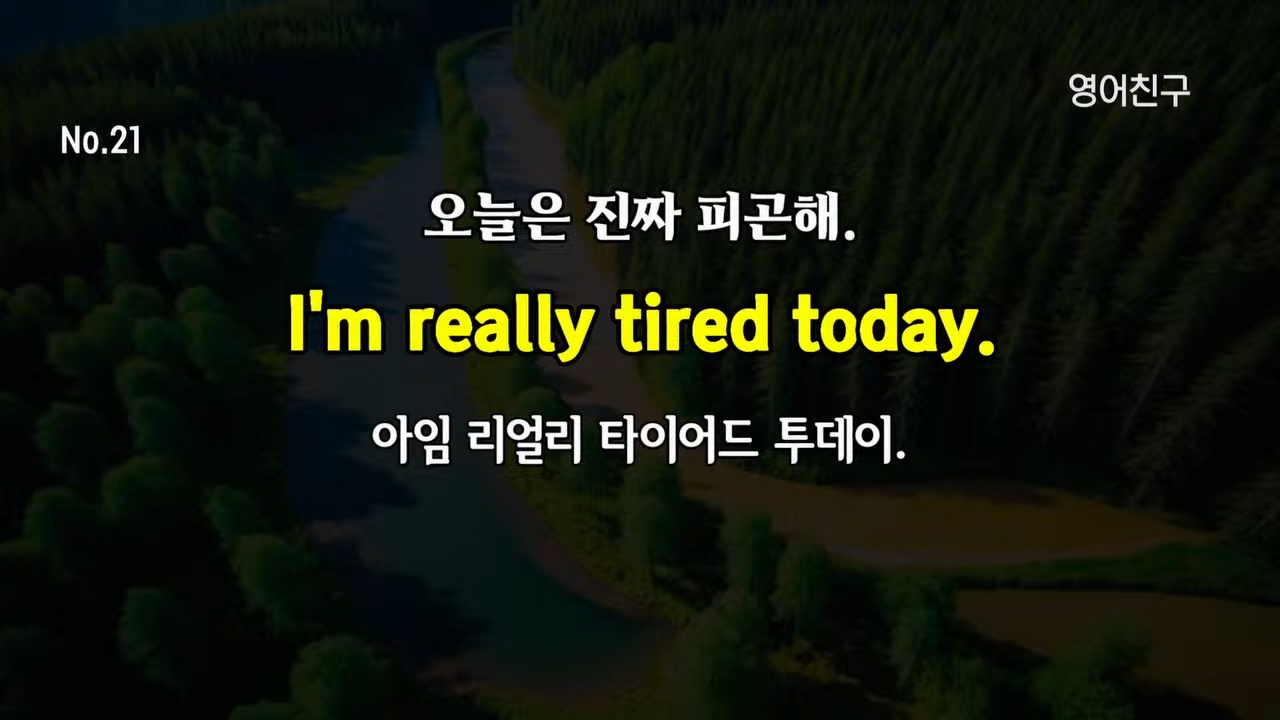 영어친구
No.21
오늘은 진짜 피곤해.
I'm really tired today.
아임 리얼리 타이어드 투데이.